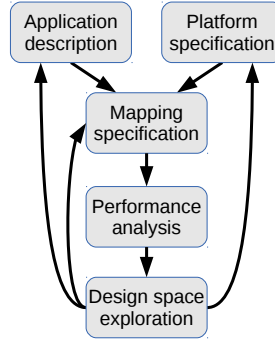 Application
description
Platform
specification
Mapping
specification
Performance
analysis
Design space
exploration